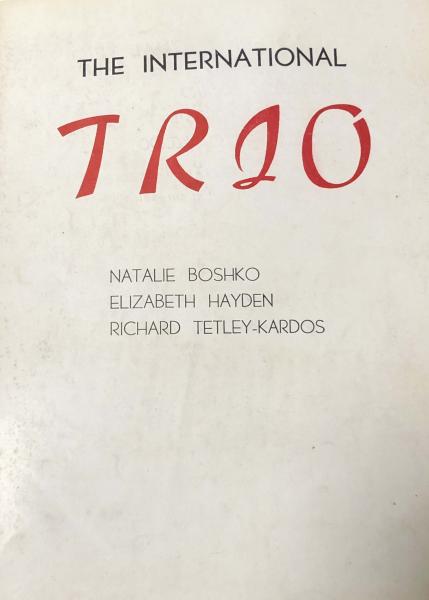 THE INTERNATIONAL
TRIO
NATALIE BOSHKO
ELIZABETH HAYDEN
RICHARD TETLEY-KARDOS